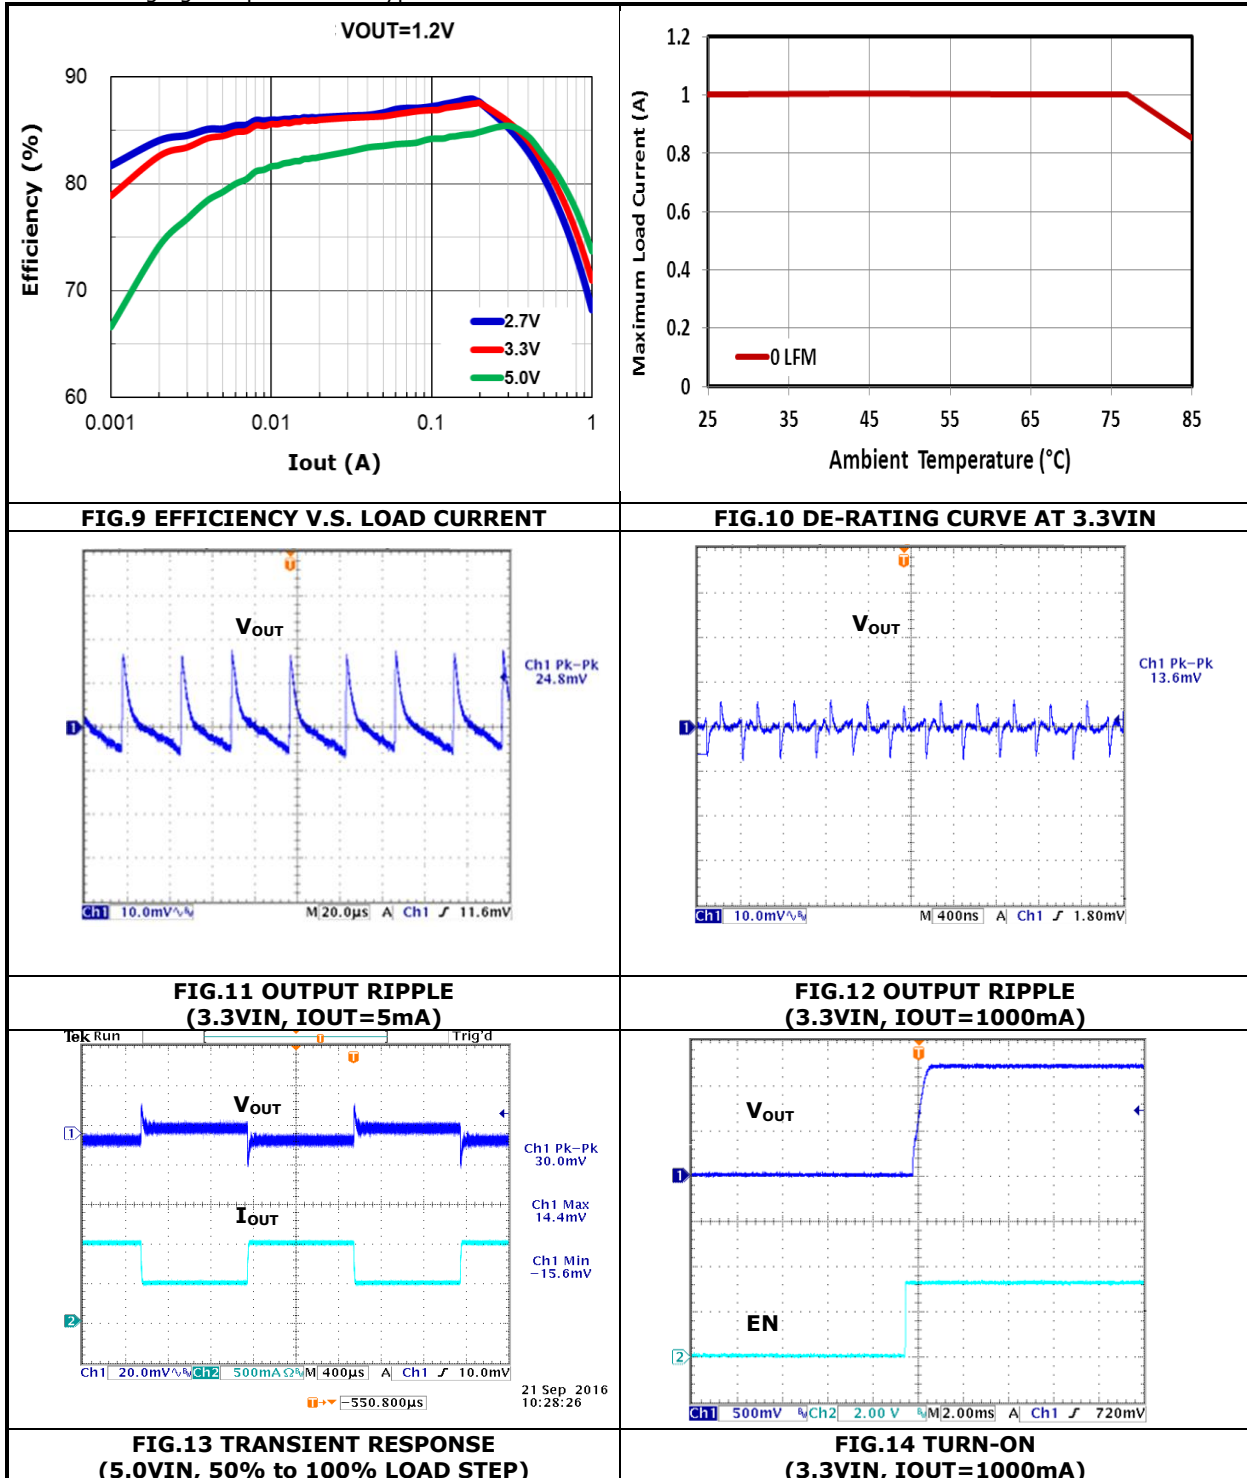 VOUT=1.2V
90
80
70
60
Efficiency (%)
2.7V
3.3V
5.0V
0.001 0.01 0.1 1
Iout (A)
1.2
1
0.8
0.6
0.4
0.2
0
Maximum Load Current (A)
0 LFM
25 35 45 55 65 75 85
Ambient Temperature (°C)
FIG.9 EFFICIENCY V.S. LOAD CURRENT
FIG.10 DE-RATING CURVE AT 3.3VIN
T
VOUT
1
Ch1 Pk-Pk
24.8mV
Ch1 10.0mV M 20.0µs A Ch1 11.6mV
T
VOUT
1
Ch1 Pk-Pk
13.6mV
Ch1 10.0mV M 400ns A Ch1 1.80mV
FIG.11 OUTPUT RIPPLE
(3.3VIN, IOUT=5mA)
FIG.12 OUTPUT RIPPLE
(3.3VIN, IOUT=1000mA)
Tek Run T Trig'd
T
VOUT
1
Ch1 Pk-Pk
30.0mV
Ch1 Max
14.4mV
IOUT
Ch1 Min
-15.6mV
2
Ch1 20.0mV Ch2 500mA Ω M 400µs A Ch1 10.0mV
T -550.800µs
21 Sep 2016
10:28:26
T
VOUT
1
EN
2
Ch1 500mV Ch2 2.00 V M 2.00ms A Ch1 720mV
FIG.13 TRANSIENT RESPONSE
(5.0VIN, 50% to 100% LOAD STEP)
FIG.14 TURN-ON
(3.3VIN, IOUT=1000mA)